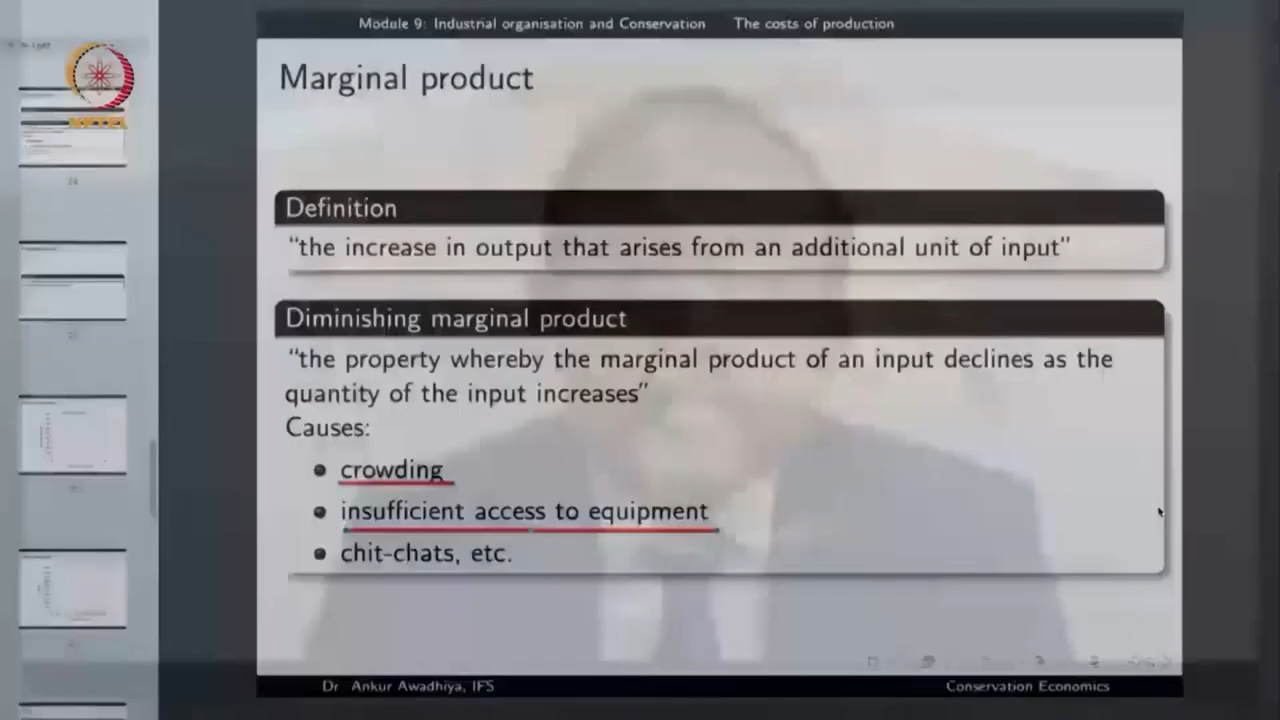 Module 9: Industrial organisation and Conservation The costs of production
NPTEL
Marginal product
Definition
"the increase in output that arises from an additional unit of input"
Diminishing marginal product
"the property whereby the marginal product of an input declines as the
quantity of the input increases"
Causes:
crowding
insufficient access to equipment
chit-chats, etc.
Dr Ankur Awadhiya, IFS
Conservation Economics